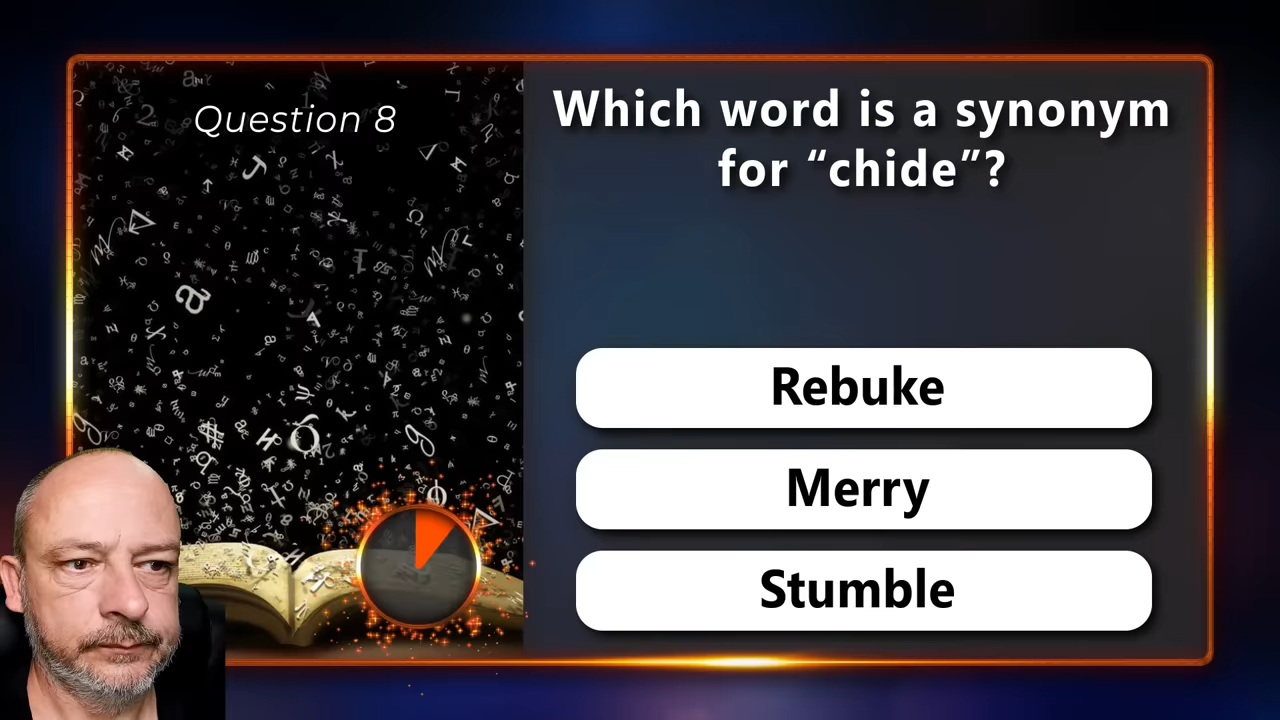 Question 8
Which word is a synonym
for “chide”?
Rebuke
Merry
Stumble